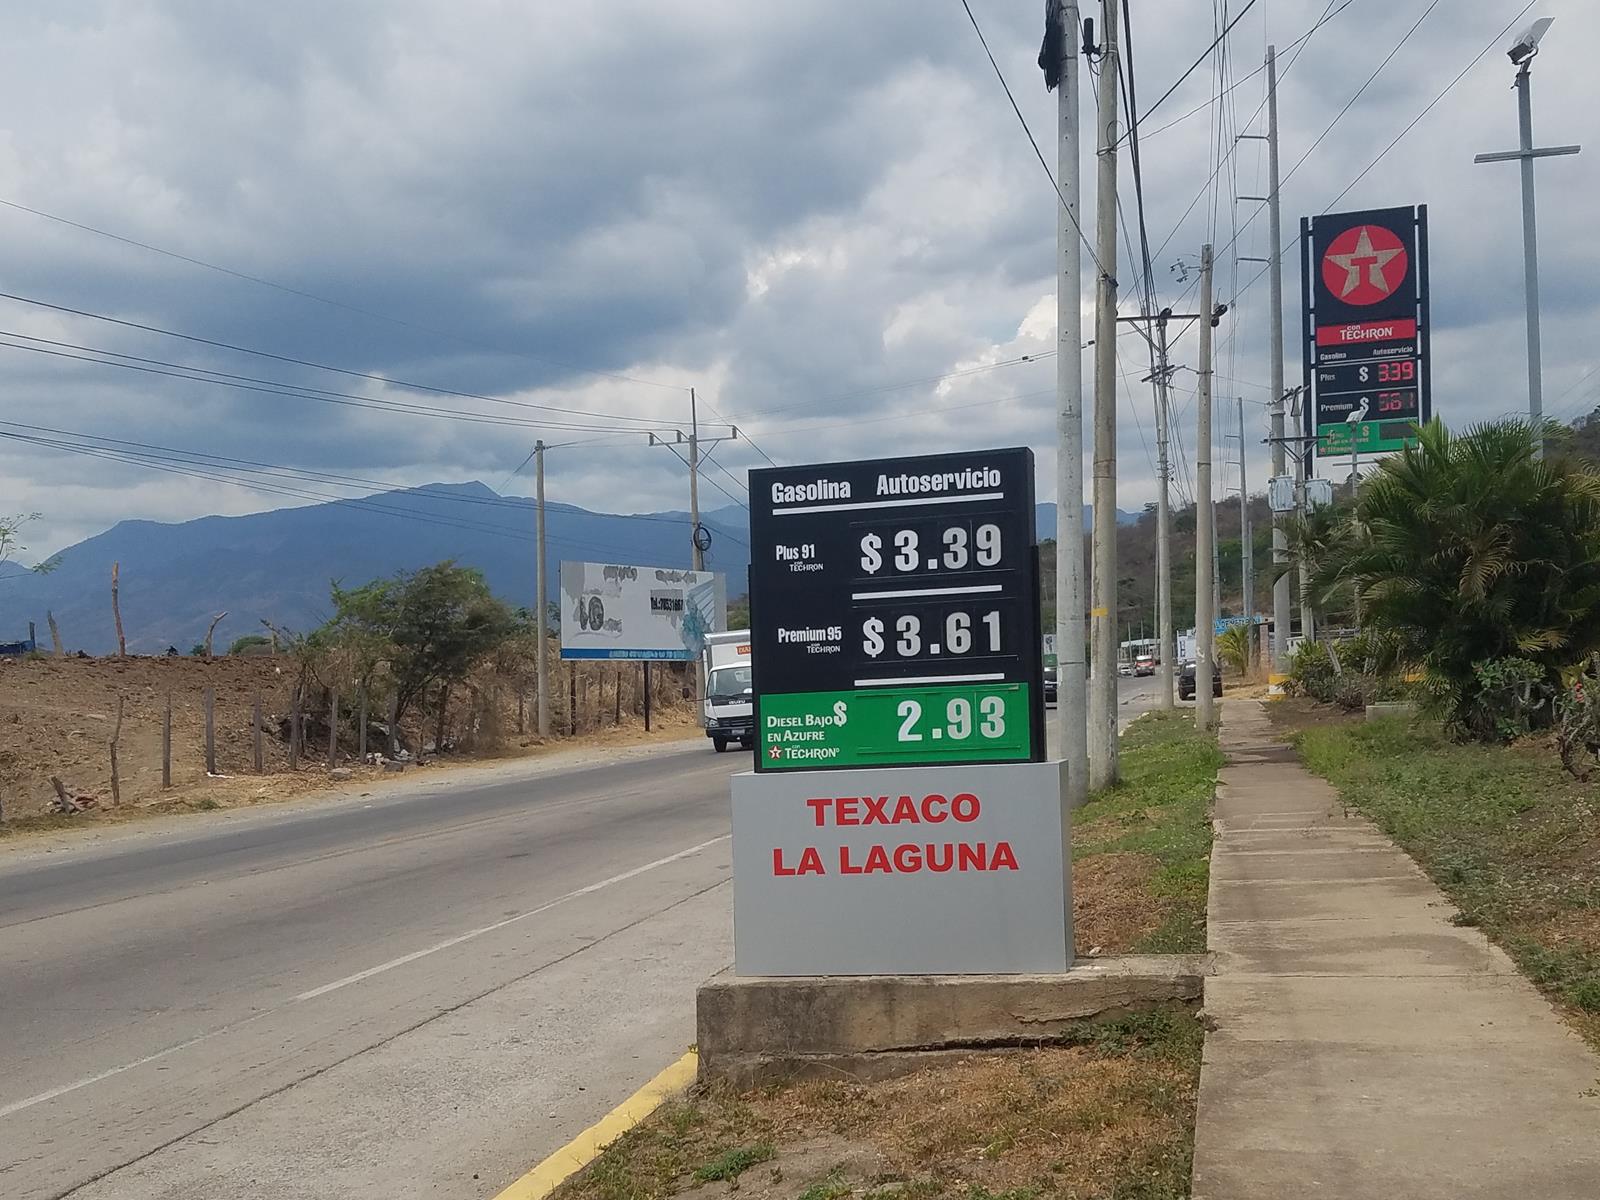 Gasolina Autoservicio
Plus 91 $3.39
con
TECHRON
Premium 95 $3.61
con
TECHRON
DIESEL BAJO $ 2.93
EN AZUFRE
con
TECHRON
TEXACO
LA LAGUNA
T
con
TECHRON
Gasolina Autoservicio
Plus $ 3.39
Premium $
$
ISUZU